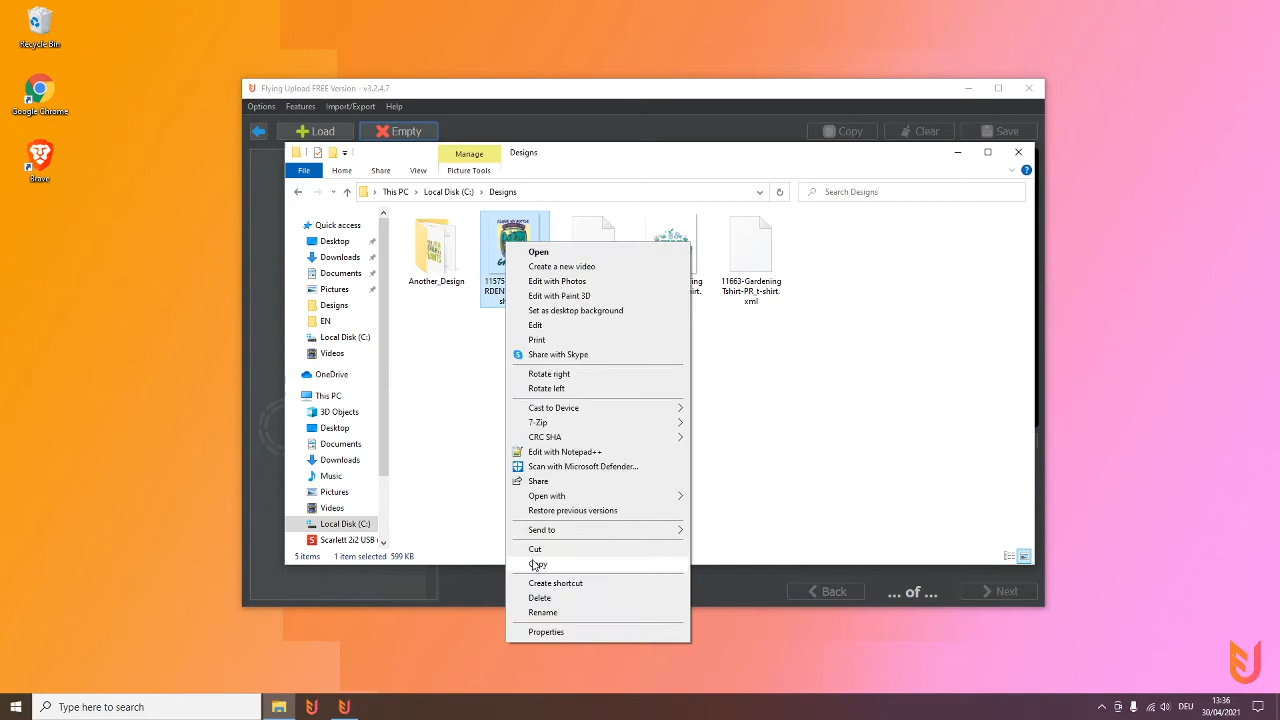 Recycle Bin
Google Chrome
Brave
Flying Upload FREE Version - v3.2.4.7
Options Features Import/Export Help
Load Empty Copy Clear Save
Manage Designs
File Home Share View Picture Tools
This PC Local Disk (C:) Designs Search Designs
Quick access
Desktop
Downloads
Documents
Pictures
Designs
EN
Local Disk (C:)
Videos
OneDrive
This PC
3D Objects
Desktop
Documents
Downloads
Music
Pictures
Videos
Local Disk (C:)
Scarlett 2i2 USB
Another_Design
11663-Gardening
Tshirt-PR_t-shirt.
xml
Open
Create a new video
Edit with Photos
Edit with Paint 3D
Set as desktop background
Edit
Print
Share with Skype
Rotate right
Rotate left
Cast to Device
7-Zip
CRC SHA
Edit with Notepad++
Scan with Microsoft Defender...
Share
Open with
Restore previous versions
Send to
Cut
Copy
Create shortcut
Delete
Rename
Properties
5 items 1 item selected 599 KB
Back ... of ... Next
Type here to search
DEU
13:36
30/04/2021